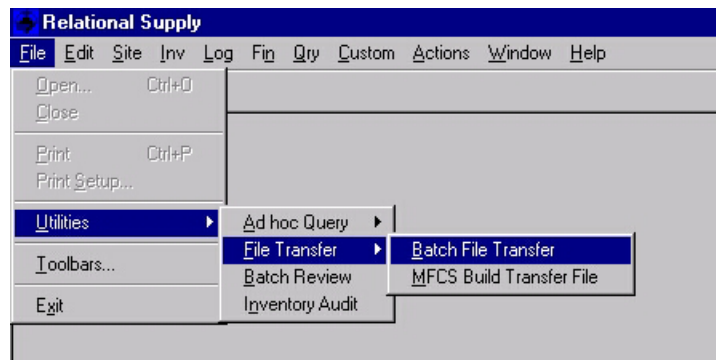 Relational Supply
File Edit Site Inv Log Fin Qry Custom Actions Window Help
Open... Ctrl+O
Close
Print Ctrl+P
Print Setup...
Utilities
Toolbars...
Exit
Ad hoc Query
File Transfer
Batch Review
Inventory Audit
Batch File Transfer
MFCS Build Transfer File